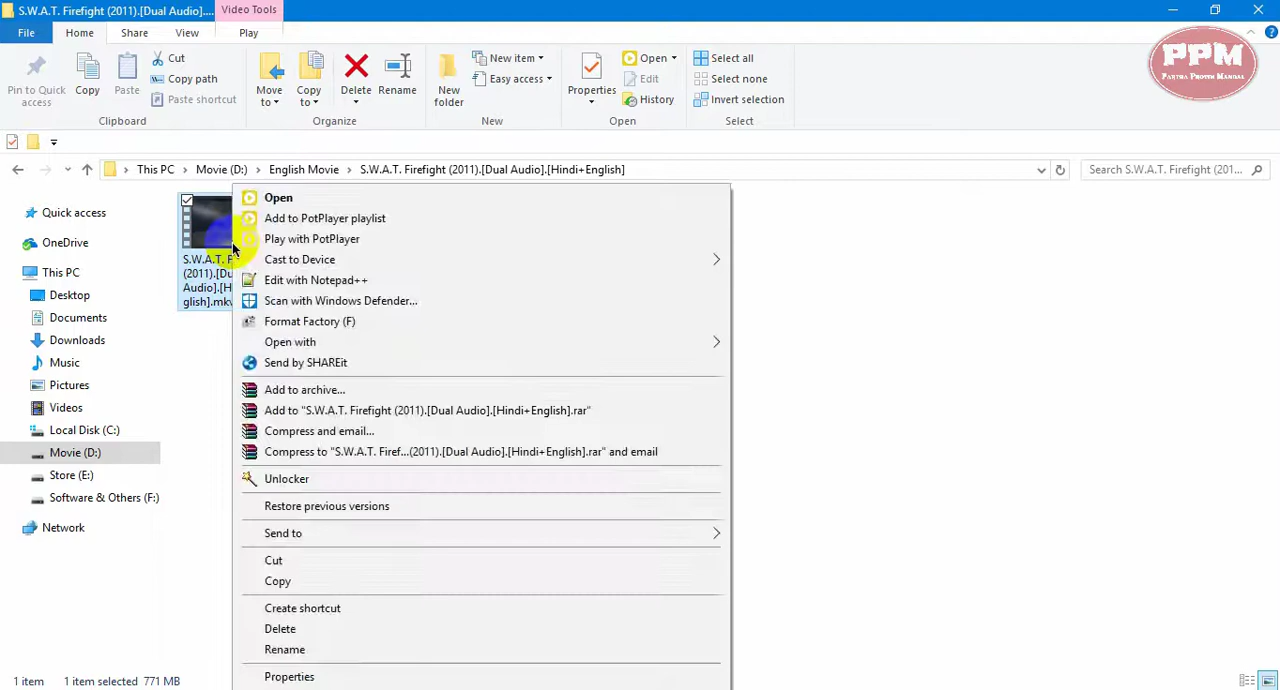 S.W.A.T. Firefight (2011).[Dual Audio]....
Video Tools
File
Home
Share
View
Play
Pin to Quick
access
Copy
Paste
Cut
Copy path
Paste shortcut
Clipboard
Move
to
Copy
to
Delete
Rename
Organize
New
folder
New item
Easy access
New
Properties
Open
Edit
History
Open
Select all
Select none
Invert selection
Select
PPM
This PC
Movie (D:)
English Movie
S.W.A.T. Firefight (2011).[Dual Audio].[Hindi+English]
Search S.W.A.T. Firefight (201...
Quick access
OneDrive
This PC
Desktop
Documents
Downloads
Music
Pictures
Videos
Local Disk (C:)
Movie (D:)
Store (E:)
Software & Others (F:)
Network
S.W.A.T. F
(2011).[Du
Audio].[H
glish].mkv
Open
Add to PotPlayer playlist
Play with PotPlayer
Cast to Device
Edit with Notepad++
Scan with Windows Defender...
Format Factory (F)
Open with
Send by SHAREit
Add to archive...
Add to "S.W.A.T. Firefight (2011).[Dual Audio].[Hindi+English].rar"
Compress and email...
Compress to "S.W.A.T. Firef...(2011).[Dual Audio].[Hindi+English].rar" and email
Unlocker
Restore previous versions
Send to
Cut
Copy
Create shortcut
Delete
Rename
Properties
1 item
1 item selected 771 MB